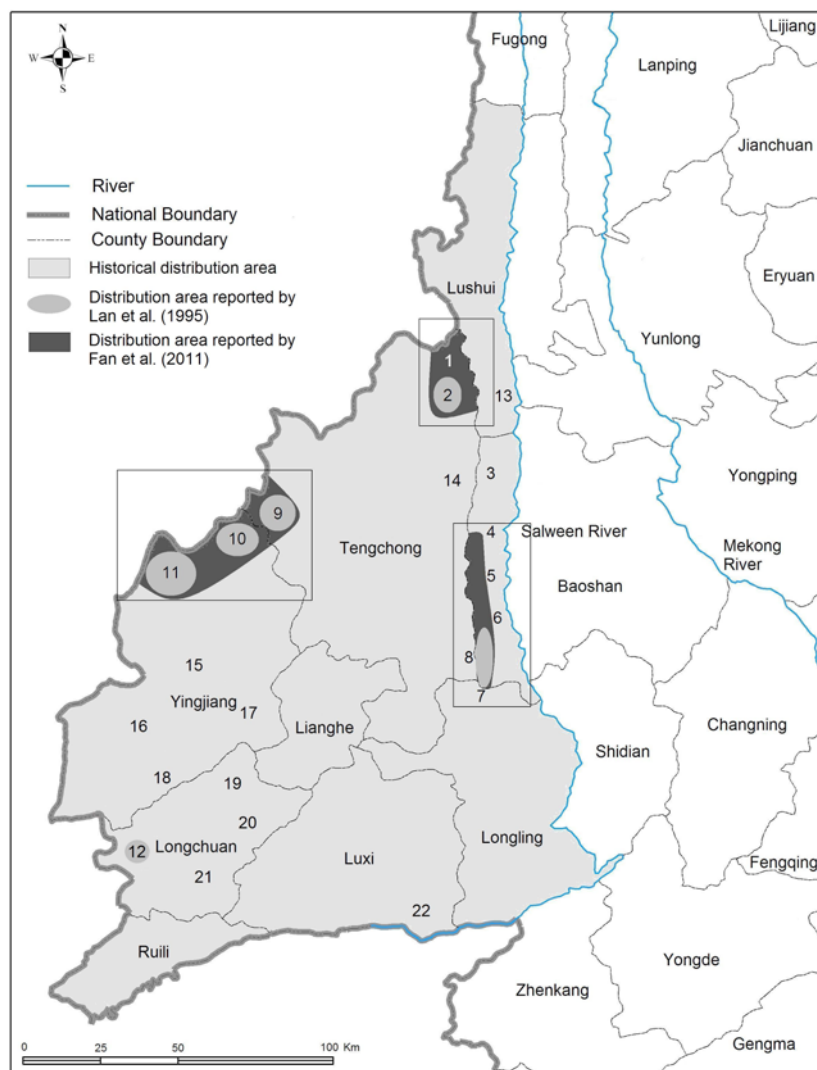 N
W E
S
River
National Boundary
County Boundary
Historical distribution area
Distribution area reported by
Lan et al. (1995)
Distribution area reported by
Fan et al. (2011)
Fugong
Lijiang
Lanping
Jianchuan
Eryuan
Lushui
Yunlong
1
2
13
14
3
Yongping
9
10
11
Tengchong
4
Salween River
Mekong
River
5
Baoshan
6
8
7
15
Yingjiang
16
17
Lianghe
Changning
Shidian
18
19
20
12
Longchuan
21
Luxi
Longling
Fengqing
22
Ruili
Yongde
Zhenkang
Gengma
0 25 50 100 Km